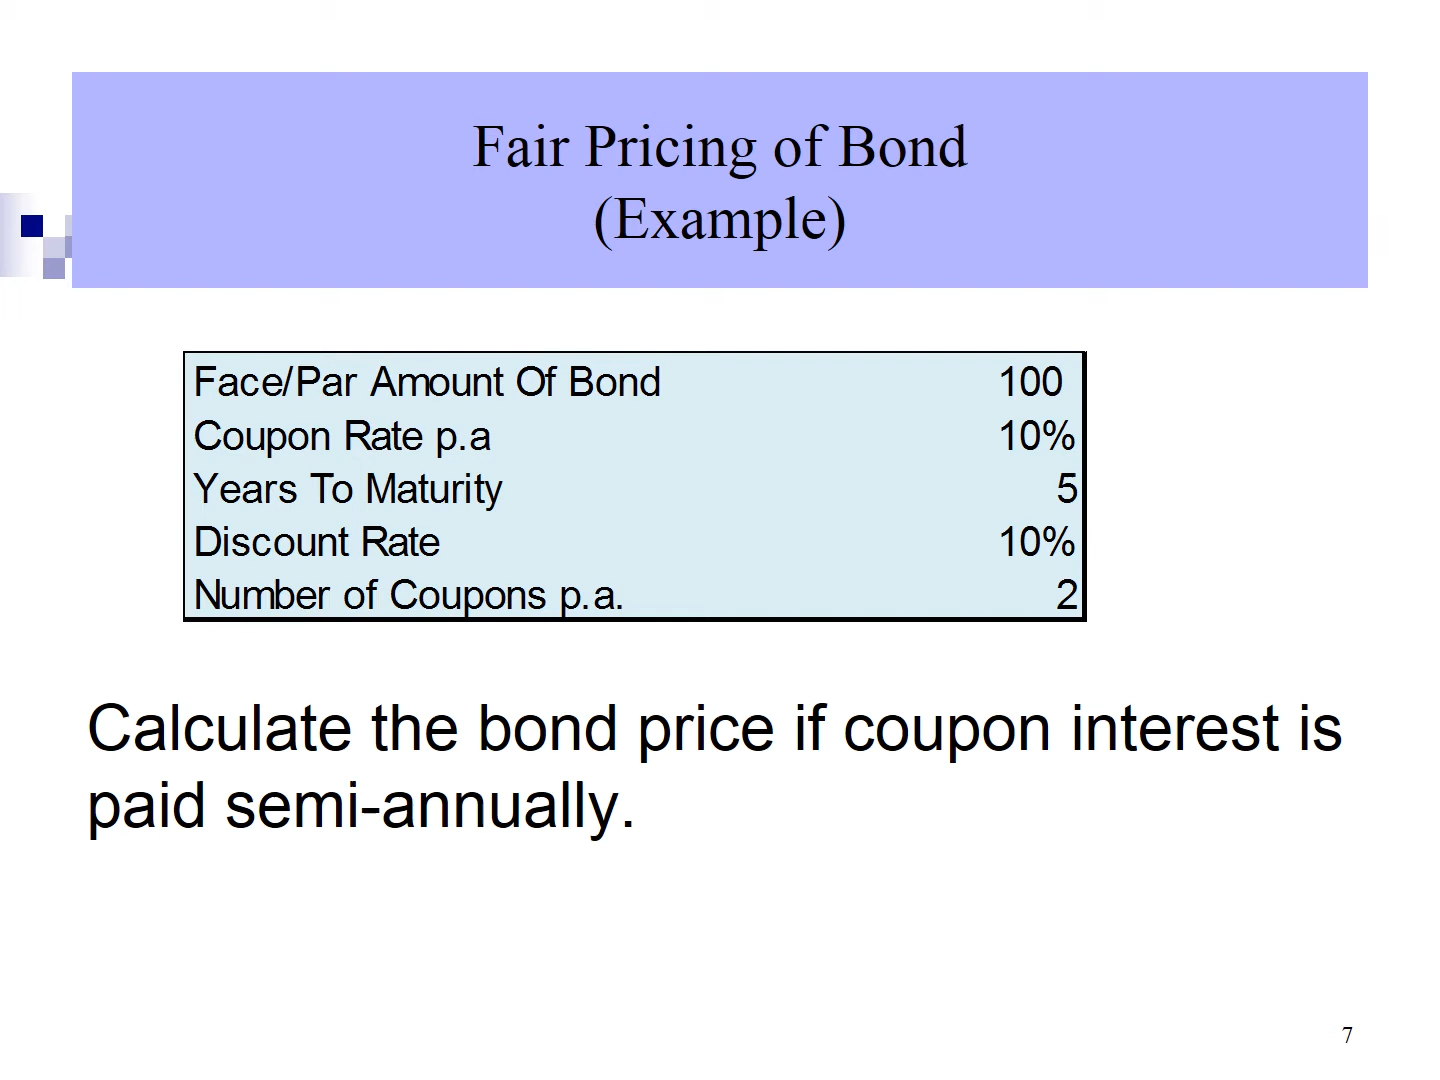 Fair Pricing of Bond
(Example)
Face/Par Amount Of Bond 100
Coupon Rate p.a 10%
Years To Maturity 5
Discount Rate 10%
Number of Coupons p.a. 2
Calculate the bond price if coupon interest is
paid semi-annually.
7